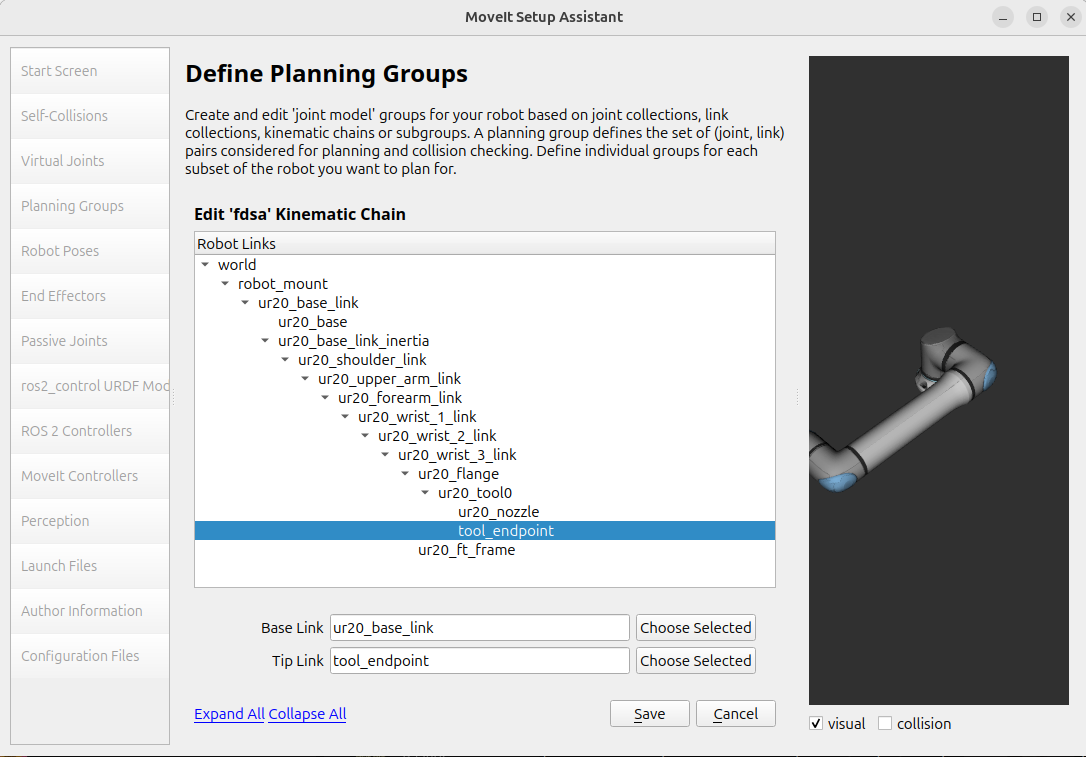 MoveIt Setup Assistant
Start Screen
Self-Collisions
Virtual Joints
Planning Groups
Robot Poses
End Effectors
Passive Joints
ros2_control URDF Mod
ROS 2 Controllers
MoveIt Controllers
Perception
Launch Files
Author Information
Configuration Files
Define Planning Groups
Create and edit 'joint model' groups for your robot based on joint collections, link
collections, kinematic chains or subgroups. A planning group defines the set of (joint, link)
pairs considered for planning and collision checking. Define individual groups for each
subset of the robot you want to plan for.
Edit 'fdsa' Kinematic Chain
Robot Links
world
robot_mount
ur20_base_link
ur20_base
ur20_base_link_inertia
ur20_shoulder_link
ur20_upper_arm_link
ur20_forearm_link
ur20_wrist_1_link
ur20_wrist_2_link
ur20_wrist_3_link
ur20_flange
ur20_tool0
ur20_nozzle
tool_endpoint
ur20_ft_frame
Base Link ur20_base_link Choose Selected
Tip Link tool_endpoint Choose Selected
Expand All Collapse All Save Cancel
visual collision